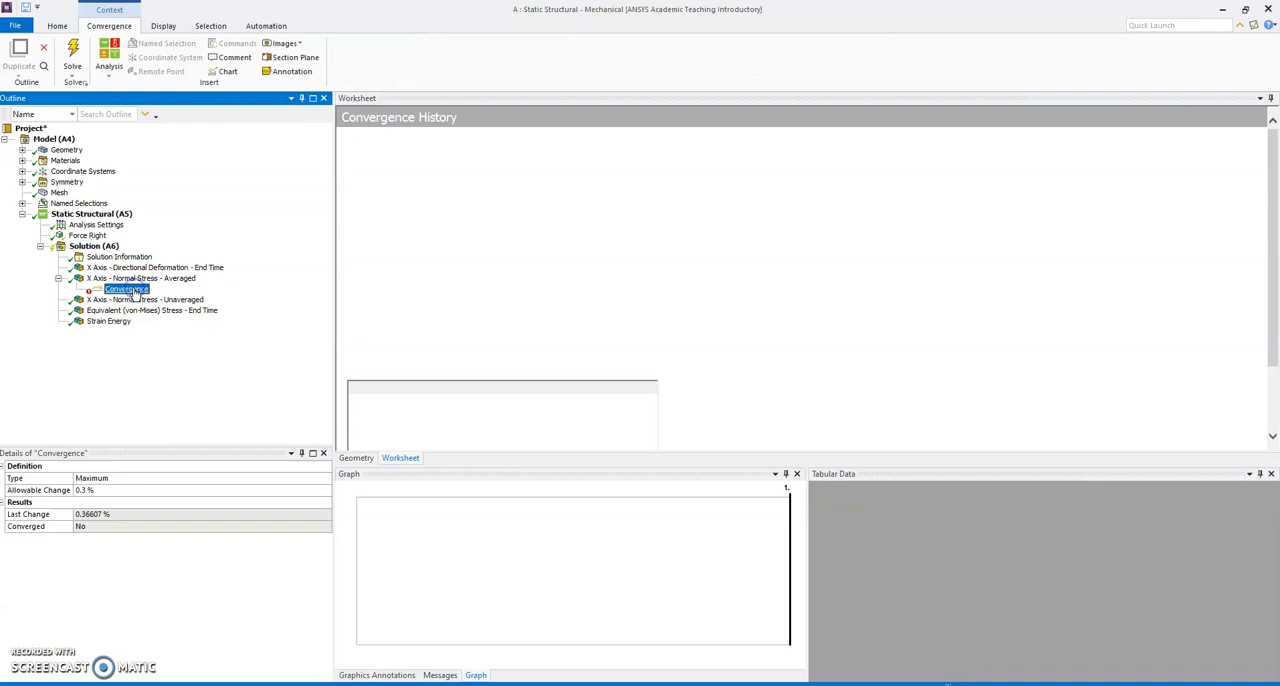 Context
A : Static Structural - Mechanical [ANSYS Academic Teaching Introductory]
File Home Convergence Display Selection Automation
Quick Launch
Duplicate
Outline
Solve
Solver
Analysis
Named Selection Commands Images
Coordinate System Comment Section Plane
Remote Point Chart Annotation
Insert
Outline
Name Search Outline
Project*
Model (A4)
Geometry
Materials
Coordinate Systems
Symmetry
Mesh
Named Selections
Static Structural (A5)
Analysis Settings
Force Right
Solution (A6)
Solution Information
X Axis - Directional Deformation - End Time
X Axis - Normal Stress - Averaged
Convergence
X Axis - Normal Stress - Unaveraged
Equivalent (von-Mises) Stress - End Time
Strain Energy
Worksheet
Convergence History
Geometry Worksheet
Details of "Convergence"
Definition
Type Maximum
Allowable Change 0.3 %
Results
Last Change 0.36607 %
Converged No
Graph
1.
Tabular Data
Graphics Annotations Messages Graph
RECORDED WITH
SCREENCAST MATIC